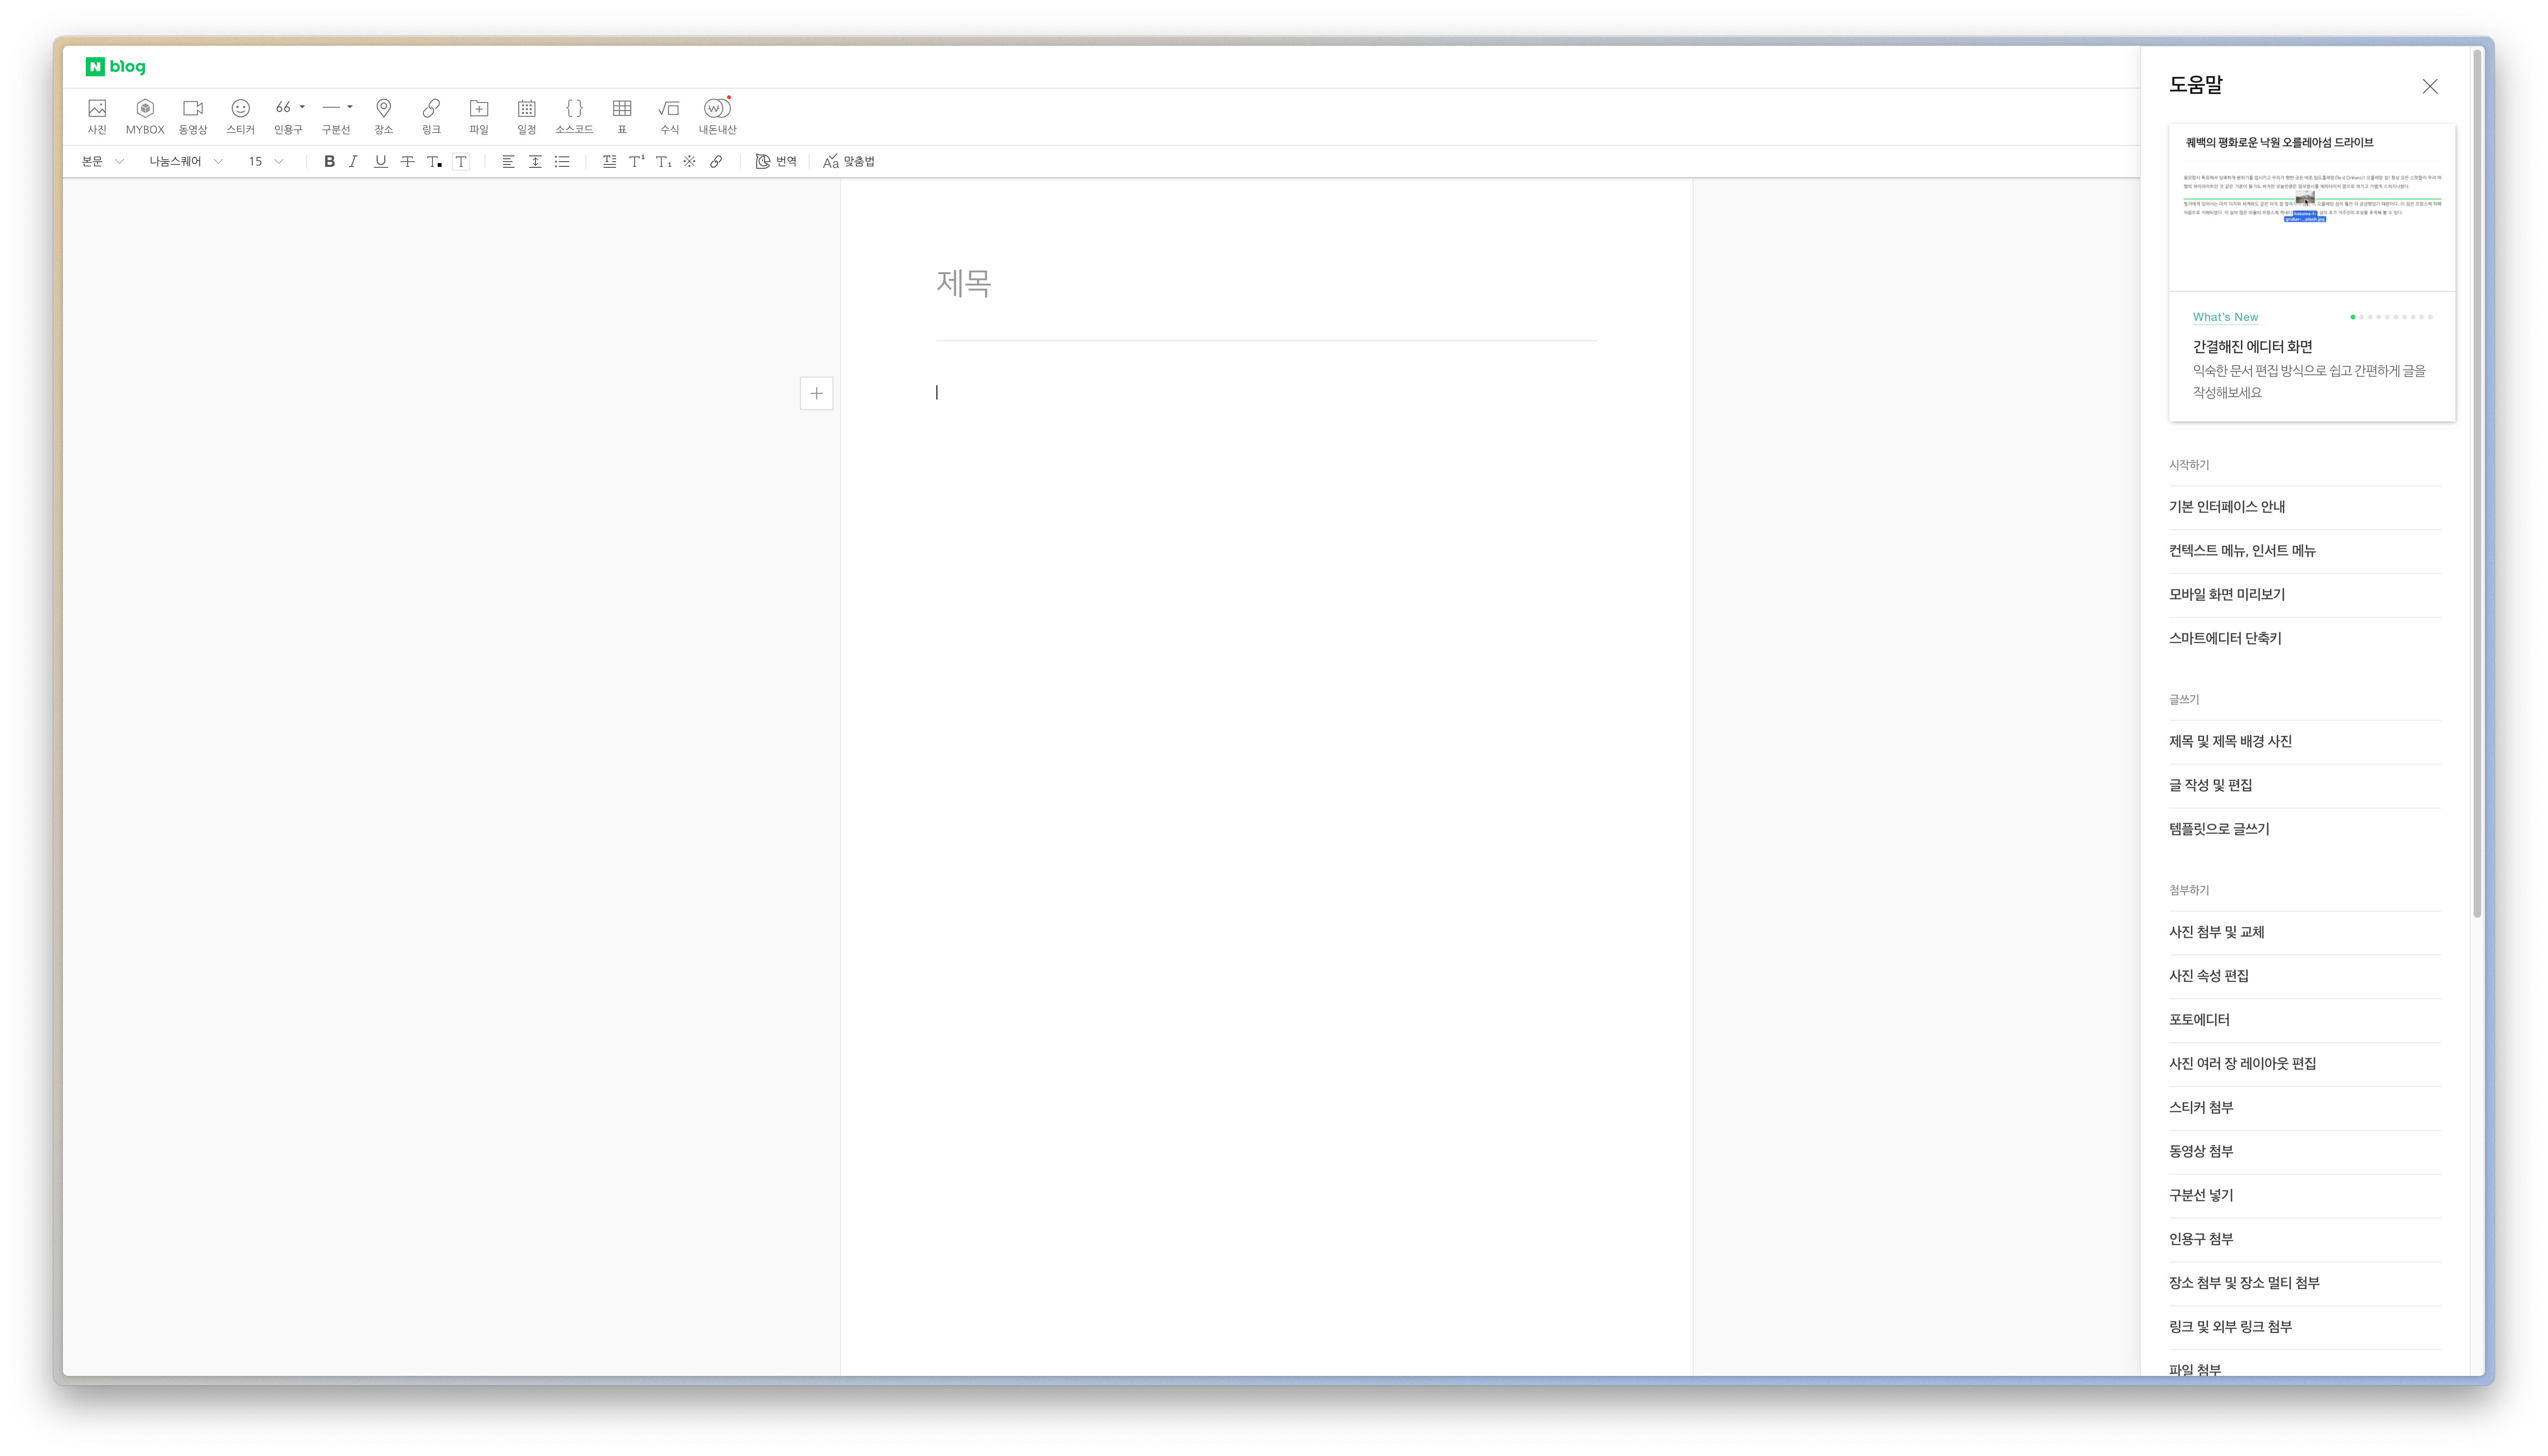 N blog
사진 MYBOX 동영상 스티커 인용구 구분선 장소 링크 파일 일정 소스코드 표 수식 내돈내산
본문 나눔스퀘어 15 번역 맞춤법
제목
도움말
퀘백의 평화로운 낙원 오를레아섬 드라이브
What's New
간결해진 에디터 화면
익숙한 문서 편집 방식으로 쉽고 간편하게 글을
작성해보세요
시작하기
기본 인터페이스 안내
컨텍스트 메뉴, 인서트 메뉴
모바일 화면 미리보기
스마트에디터 단축키
글쓰기
제목 및 제목 배경 사진
글 작성 및 편집
템플릿으로 글쓰기
첨부하기
사진 첨부 및 교체
사진 속성 편집
포토에디터
사진 여러 장 레이아웃 편집
스티커 첨부
동영상 첨부
구분선 넣기
인용구 첨부
장소 첨부 및 장소 멀티 첨부
링크 및 외부 링크 첨부
파일 첨부